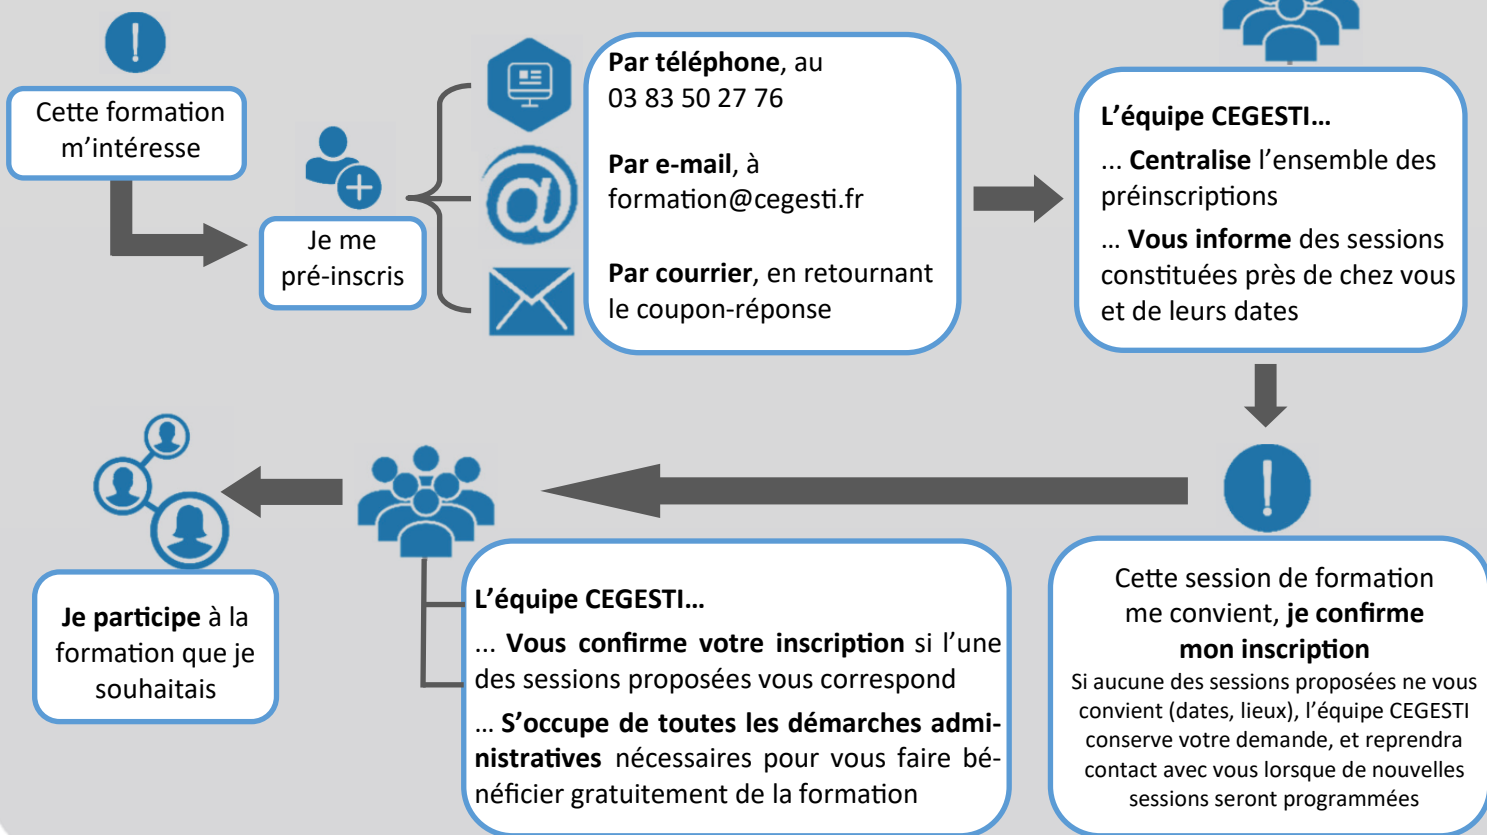 Cette formation
m’intéresse
Je me
pré-inscris
Par téléphone, au
03 83 50 27 76
Par e-mail, à
formation@cegesti.fr
Par courrier, en retournant
le coupon-réponse
L’équipe CEGESTI…
... Centralise l’ensemble des
préinscriptions
… Vous informe des sessions
constituées près de chez vous
et de leurs dates
Cette session de formation
me convient, je confirme
mon inscription
Si aucune des sessions proposées ne vous
convient (dates, lieux), l’équipe CEGESTI
conserve votre demande, et reprendra
contact avec vous lorsque de nouvelles
sessions seront programmées
L’équipe CEGESTI…
... Vous confirme votre inscription si l’une
des sessions proposées vous correspond
… S’occupe de toutes les démarches admi-
nistratives nécessaires pour vous faire bé-
néficier gratuitement de la formation
Je participe à la
formation que je
souhaitais